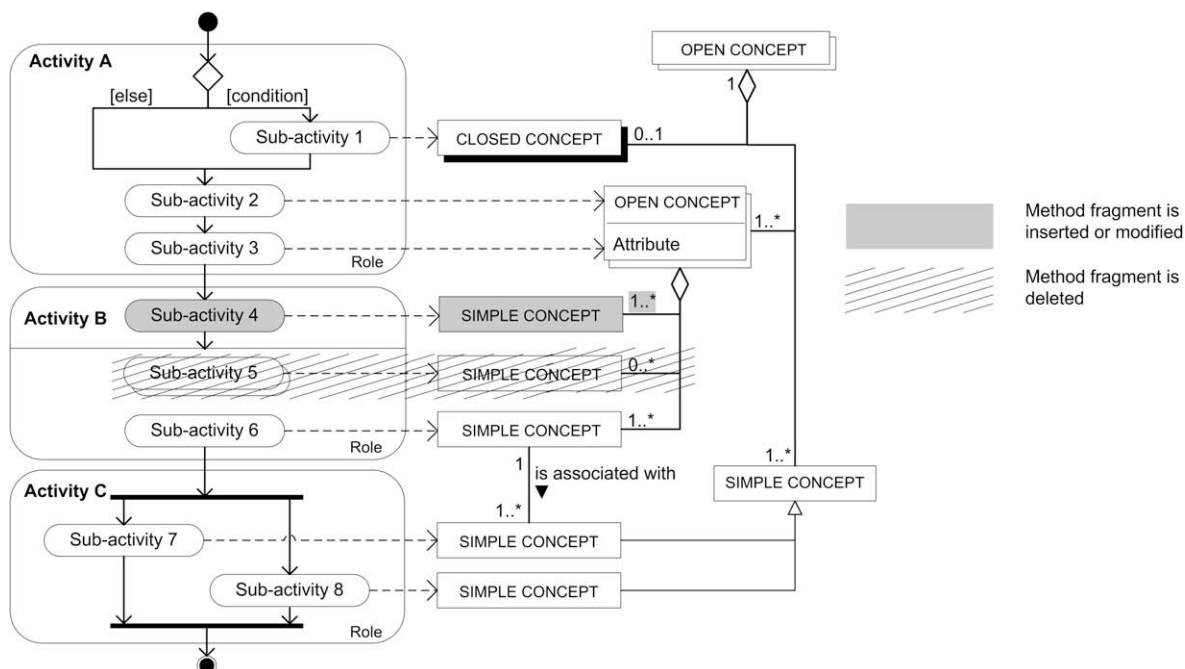 OPEN CONCEPT
1
Activity A
[else]
[condition]
Sub-activity 1
CLOSED CONCEPT
0..1
Sub-activity 2
OPEN CONCEPT
Attribute
1..*
Sub-activity 3
Role
Method fragment is
inserted or modified
Method fragment is
deleted
Activity B
Sub-activity 4
SIMPLE CONCEPT
1..*
Sub-activity 5
SIMPLE CONCEPT
0..*
Sub-activity 6
SIMPLE CONCEPT
1..*
Role
1
is associated with
1..*
1..*
SIMPLE CONCEPT
Activity C
Sub-activity 7
SIMPLE CONCEPT
Sub-activity 8
SIMPLE CONCEPT
Role